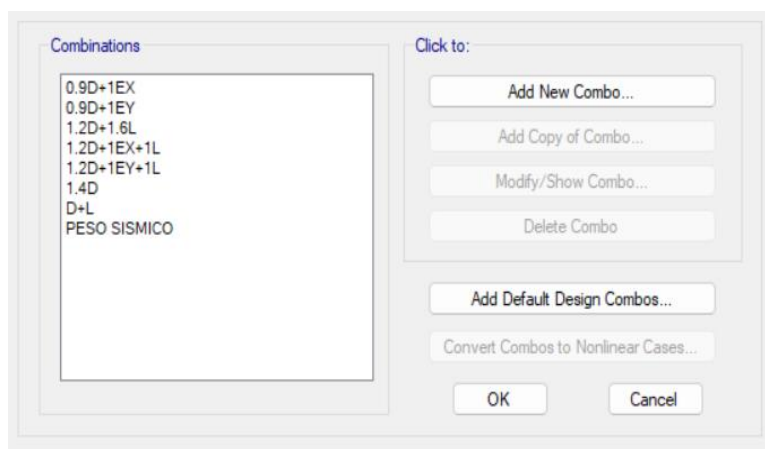 Combinations
0.9D+1EX
0.9D+1EY
1.2D+1.6L
1.2D+1EX+1L
1.2D+1EY+1L
1.4D
D+L
PESO SISMICO
Click to:
Add New Combo...
Add Copy of Combo...
Modify/Show Combo...
Delete Combo
Add Default Design Combos...
Convert Combos to Nonlinear Cases...
OK
Cancel